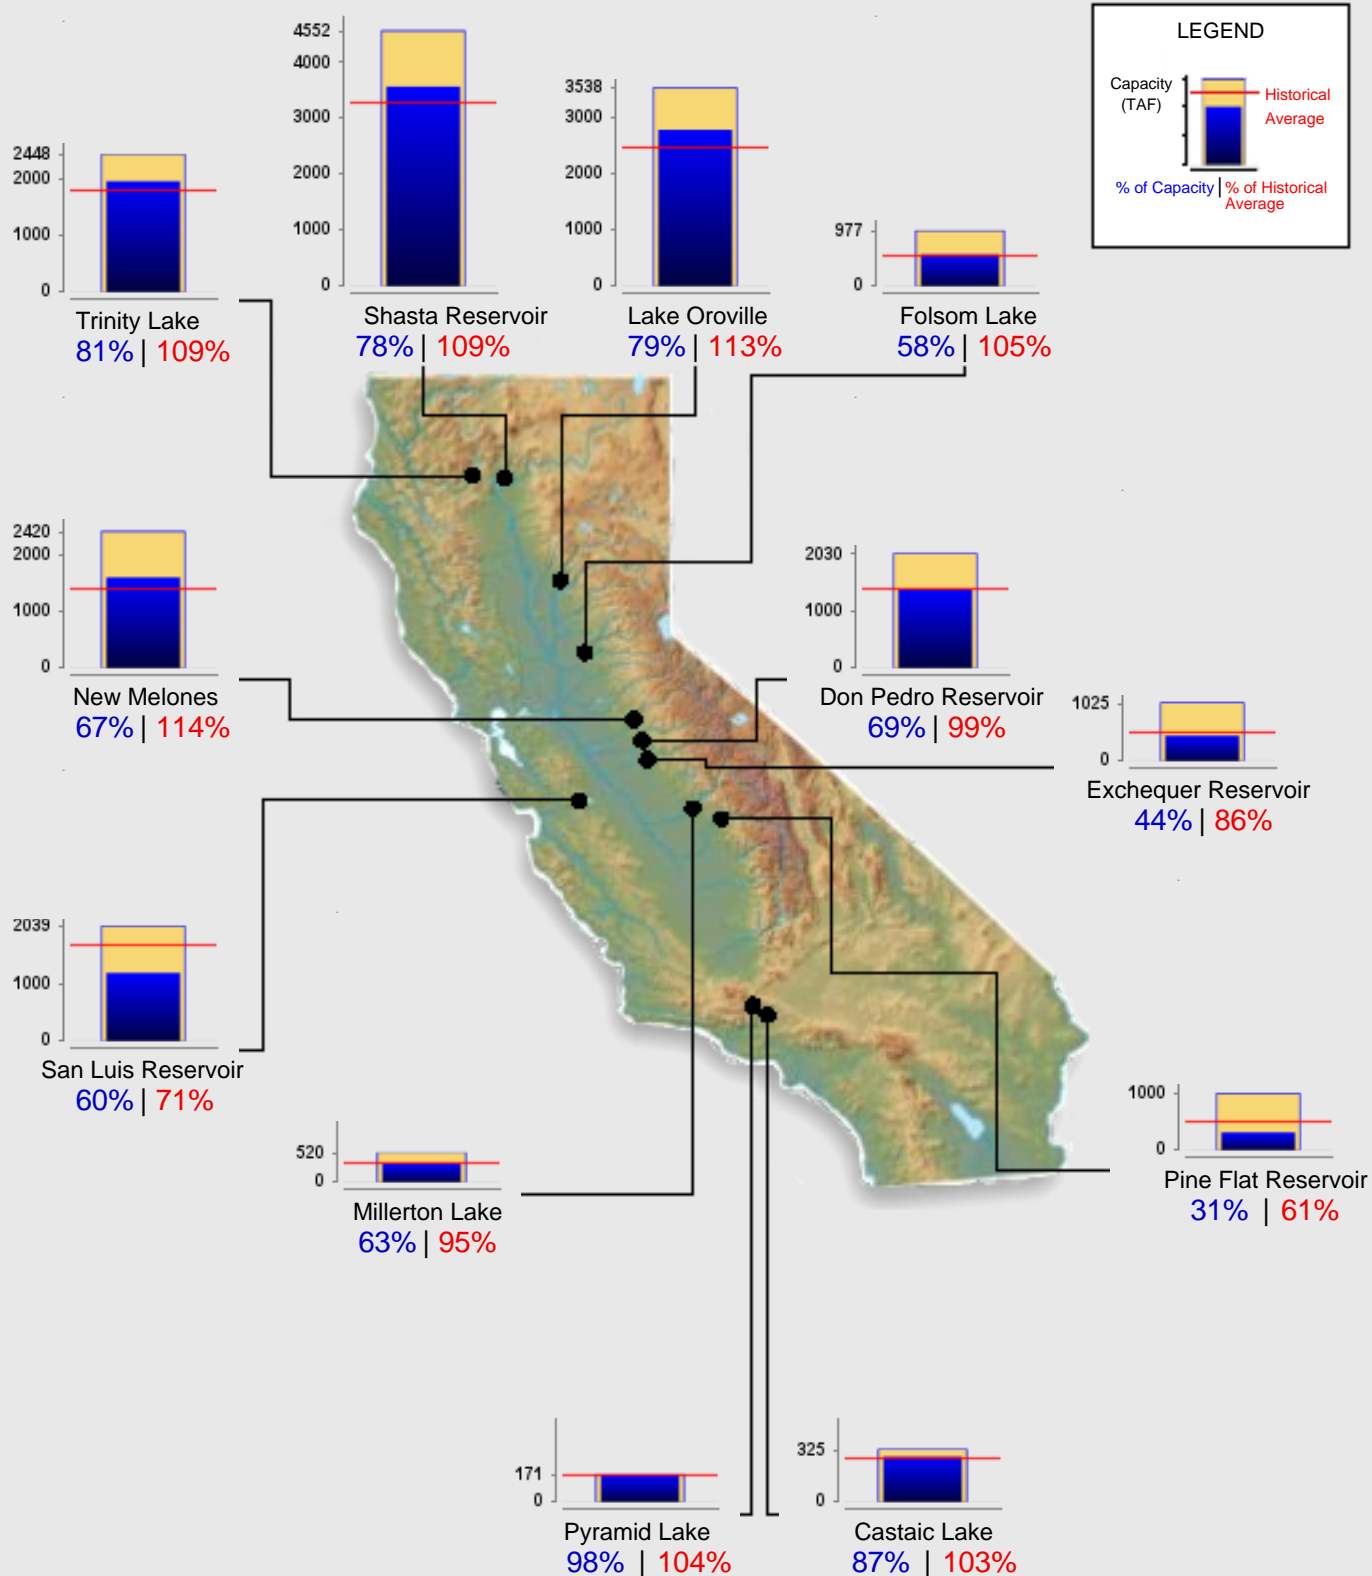 LEGEND
Capacity
(TAF)
Historical
Average
% of Capacity | % of Historical
Average
4552
4000
3000
2000
1000
0
Shasta Reservoir
78% | 109%
3538
3000
2000
1000
0
Lake Oroville
79% | 113%
2448
2000
1000
0
Trinity Lake
81% | 109%
977
0
Folsom Lake
58% | 105%
2420
2000
1000
0
New Melones
67% | 114%
2030
1000
0
Don Pedro Reservoir
69% | 99%
1025
0
Exchequer Reservoir
44% | 86%
2039
1000
0
San Luis Reservoir
60% | 71%
520
0
Millerton Lake
63% | 95%
1000
0
Pine Flat Reservoir
31% | 61%
171
0
Pyramid Lake
98% | 104%
325
0
Castaic Lake
87% | 103%